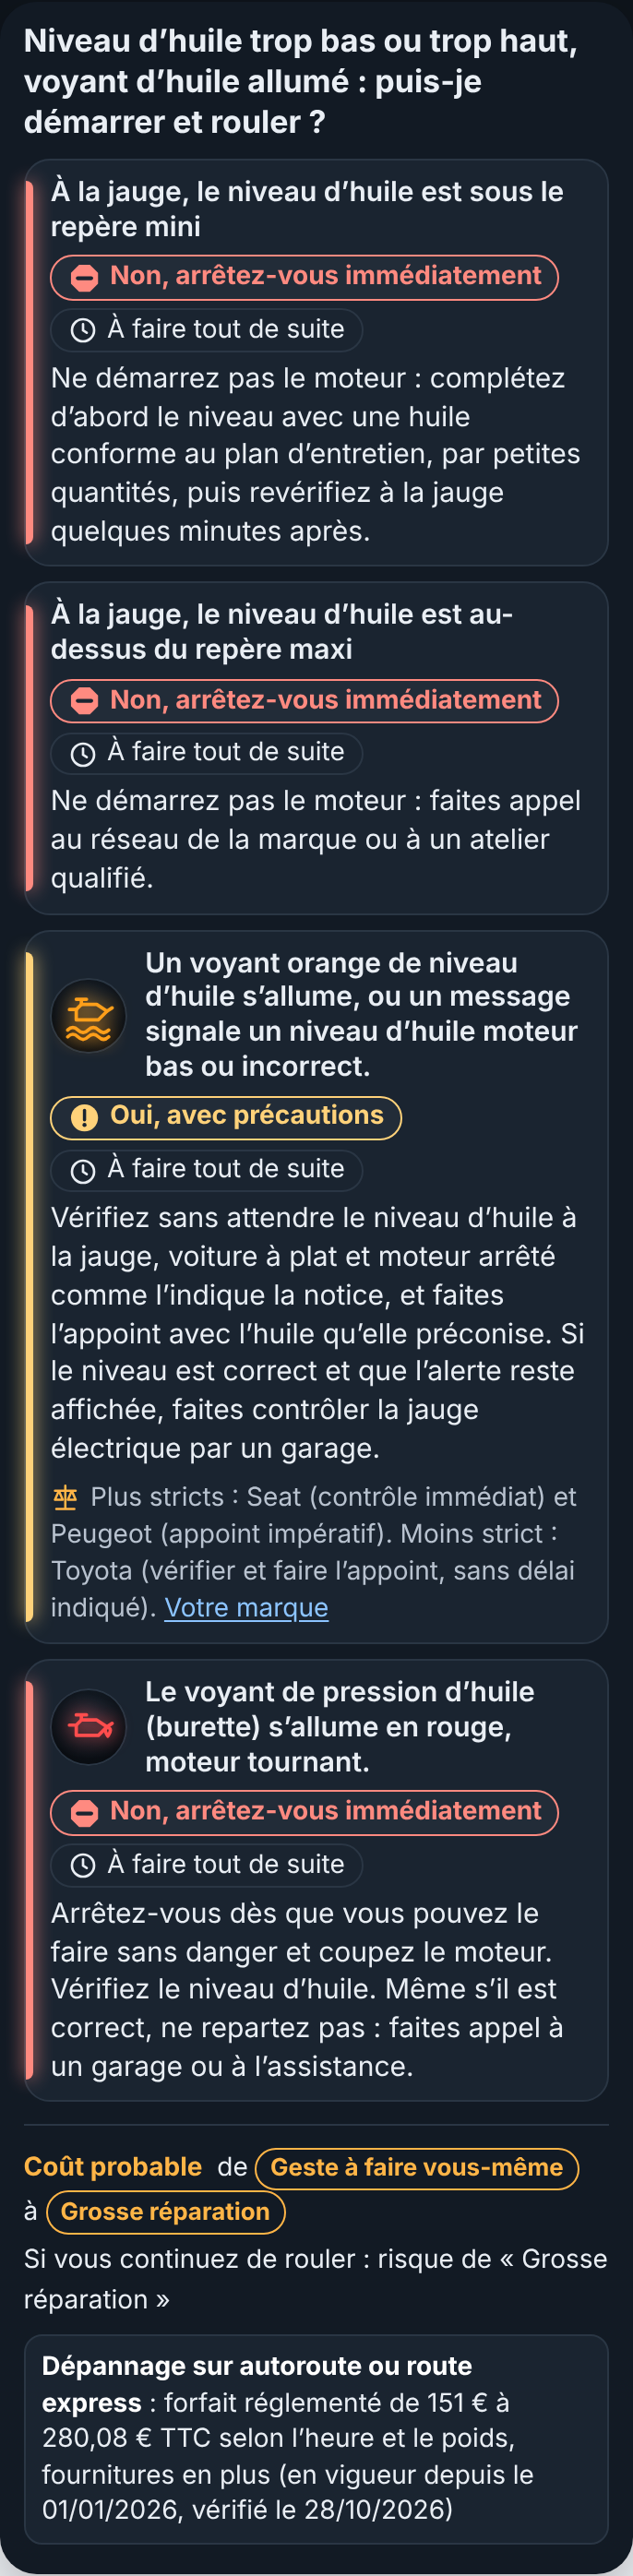 Niveau d’huile trop bas ou trop haut,
voyant d’huile allumé : puis-je
démarrer et rouler ?
À la jauge, le niveau d’huile est sous le
repère mini
Non, arrêtez-vous immédiatement
À faire tout de suite
Ne démarrez pas le moteur : complétez
d’abord le niveau avec une huile
conforme au plan d’entretien, par petites
quantités, puis revérifiez à la jauge
quelques minutes après.
À la jauge, le niveau d’huile est au-
dessus du repère maxi
Non, arrêtez-vous immédiatement
À faire tout de suite
Ne démarrez pas le moteur : faites appel
au réseau de la marque ou à un atelier
qualifié.
Un voyant orange de niveau
d’huile s’allume, ou un message
signale un niveau d’huile moteur
bas ou incorrect.
Oui, avec précautions
À faire tout de suite
Vérifiez sans attendre le niveau d’huile à
la jauge, voiture à plat et moteur arrêté
comme l’indique la notice, et faites
l’appoint avec l’huile qu’elle préconise. Si
le niveau est correct et que l’alerte reste
affichée, faites contrôler la jauge
électrique par un garage.
Plus stricts : Seat (contrôle immédiat) et
Peugeot (appoint impératif). Moins strict :
Toyota (vérifier et faire l’appoint, sans délai
indiqué). Votre marque
Le voyant de pression d’huile
(burette) s’allume en rouge,
moteur tournant.
Non, arrêtez-vous immédiatement
À faire tout de suite
Arrêtez-vous dès que vous pouvez le
faire sans danger et coupez le moteur.
Vérifiez le niveau d’huile. Même s’il est
correct, ne repartez pas : faites appel à
un garage ou à l’assistance.
Coût probable de Geste à faire vous-même
à Grosse réparation
Si vous continuez de rouler : risque de « Grosse
réparation »
Dépannage sur autoroute ou route
express : forfait réglementé de 151 € à
280,08 € TTC selon l’heure et le poids,
fournitures en plus (en vigueur depuis le
01/01/2026, vérifié le 28/10/2026)